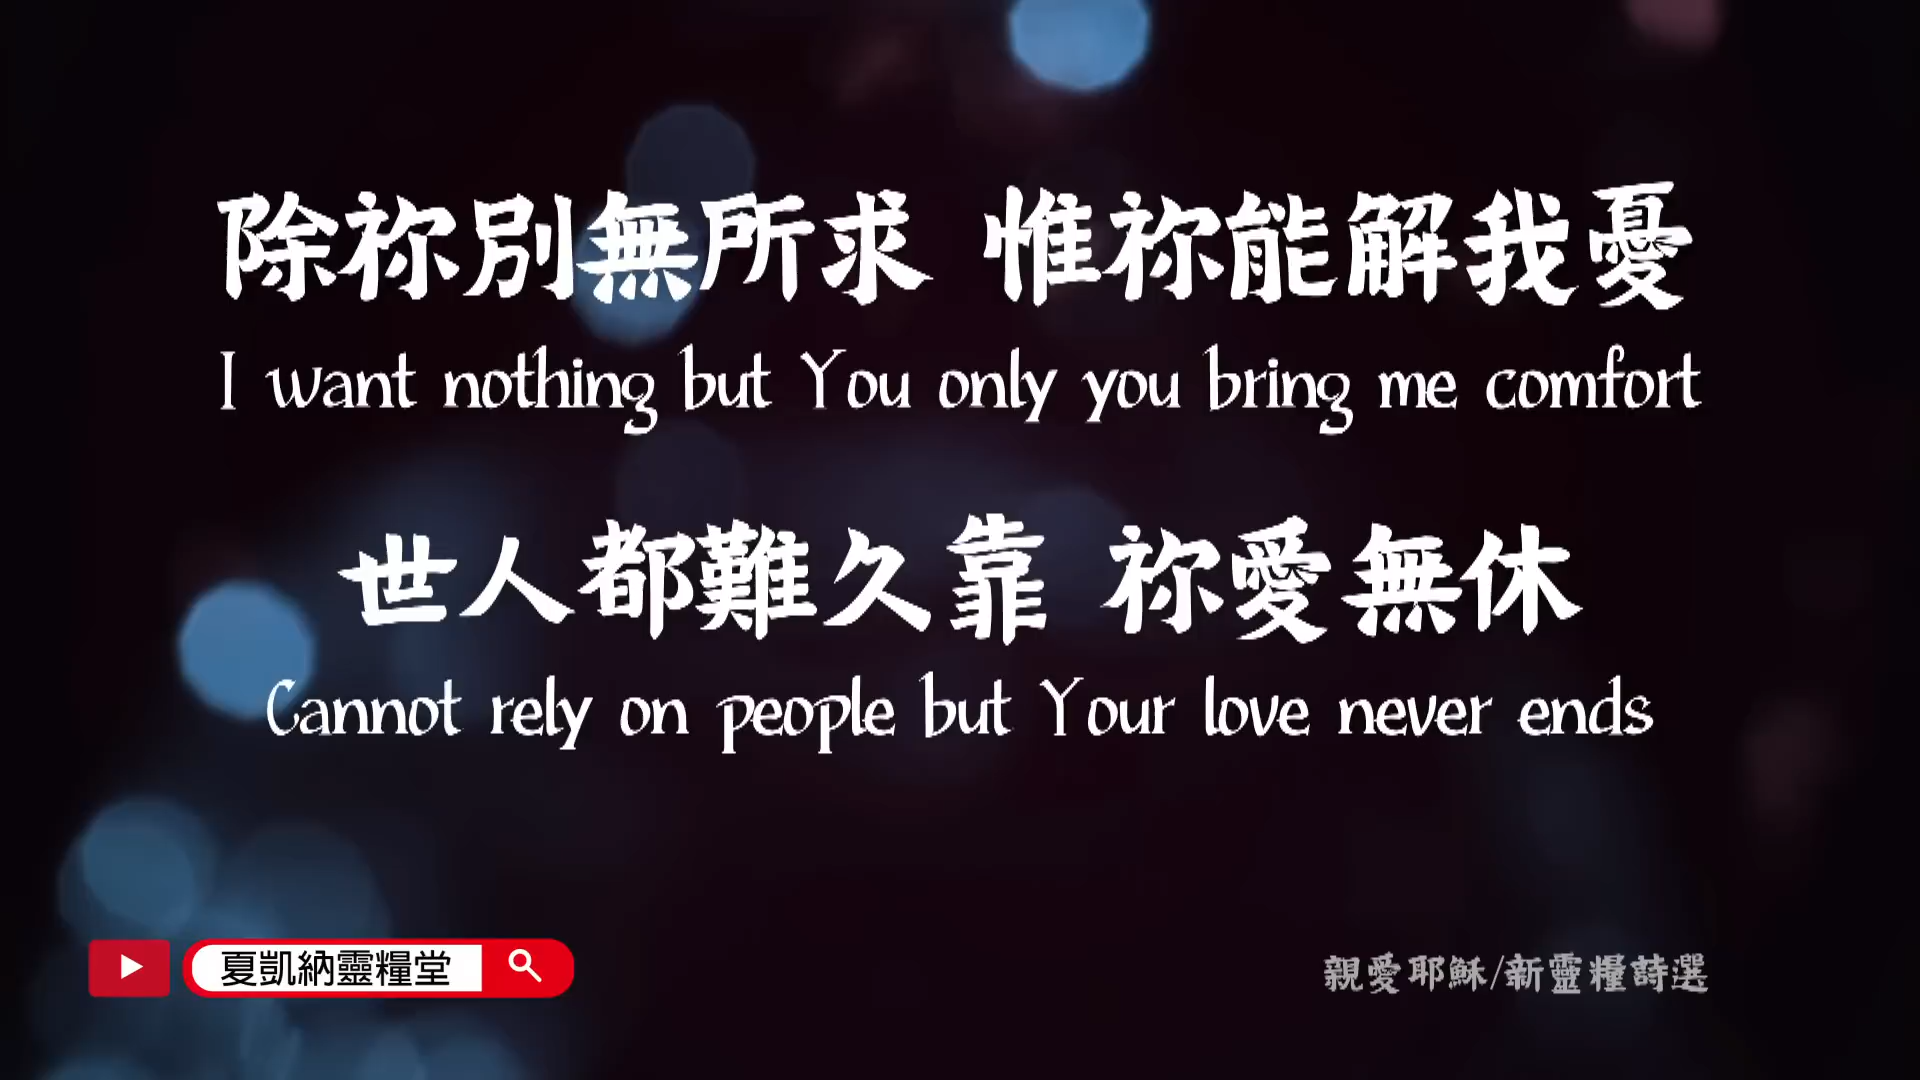 除祢別無所求 惟祢能解我憂
I want nothing but You only you bring me comfort
世人都難久靠 祢愛無休
Cannot rely on people but Your love never ends
夏凱納靈糧堂
親愛耶穌/新靈糧詩選